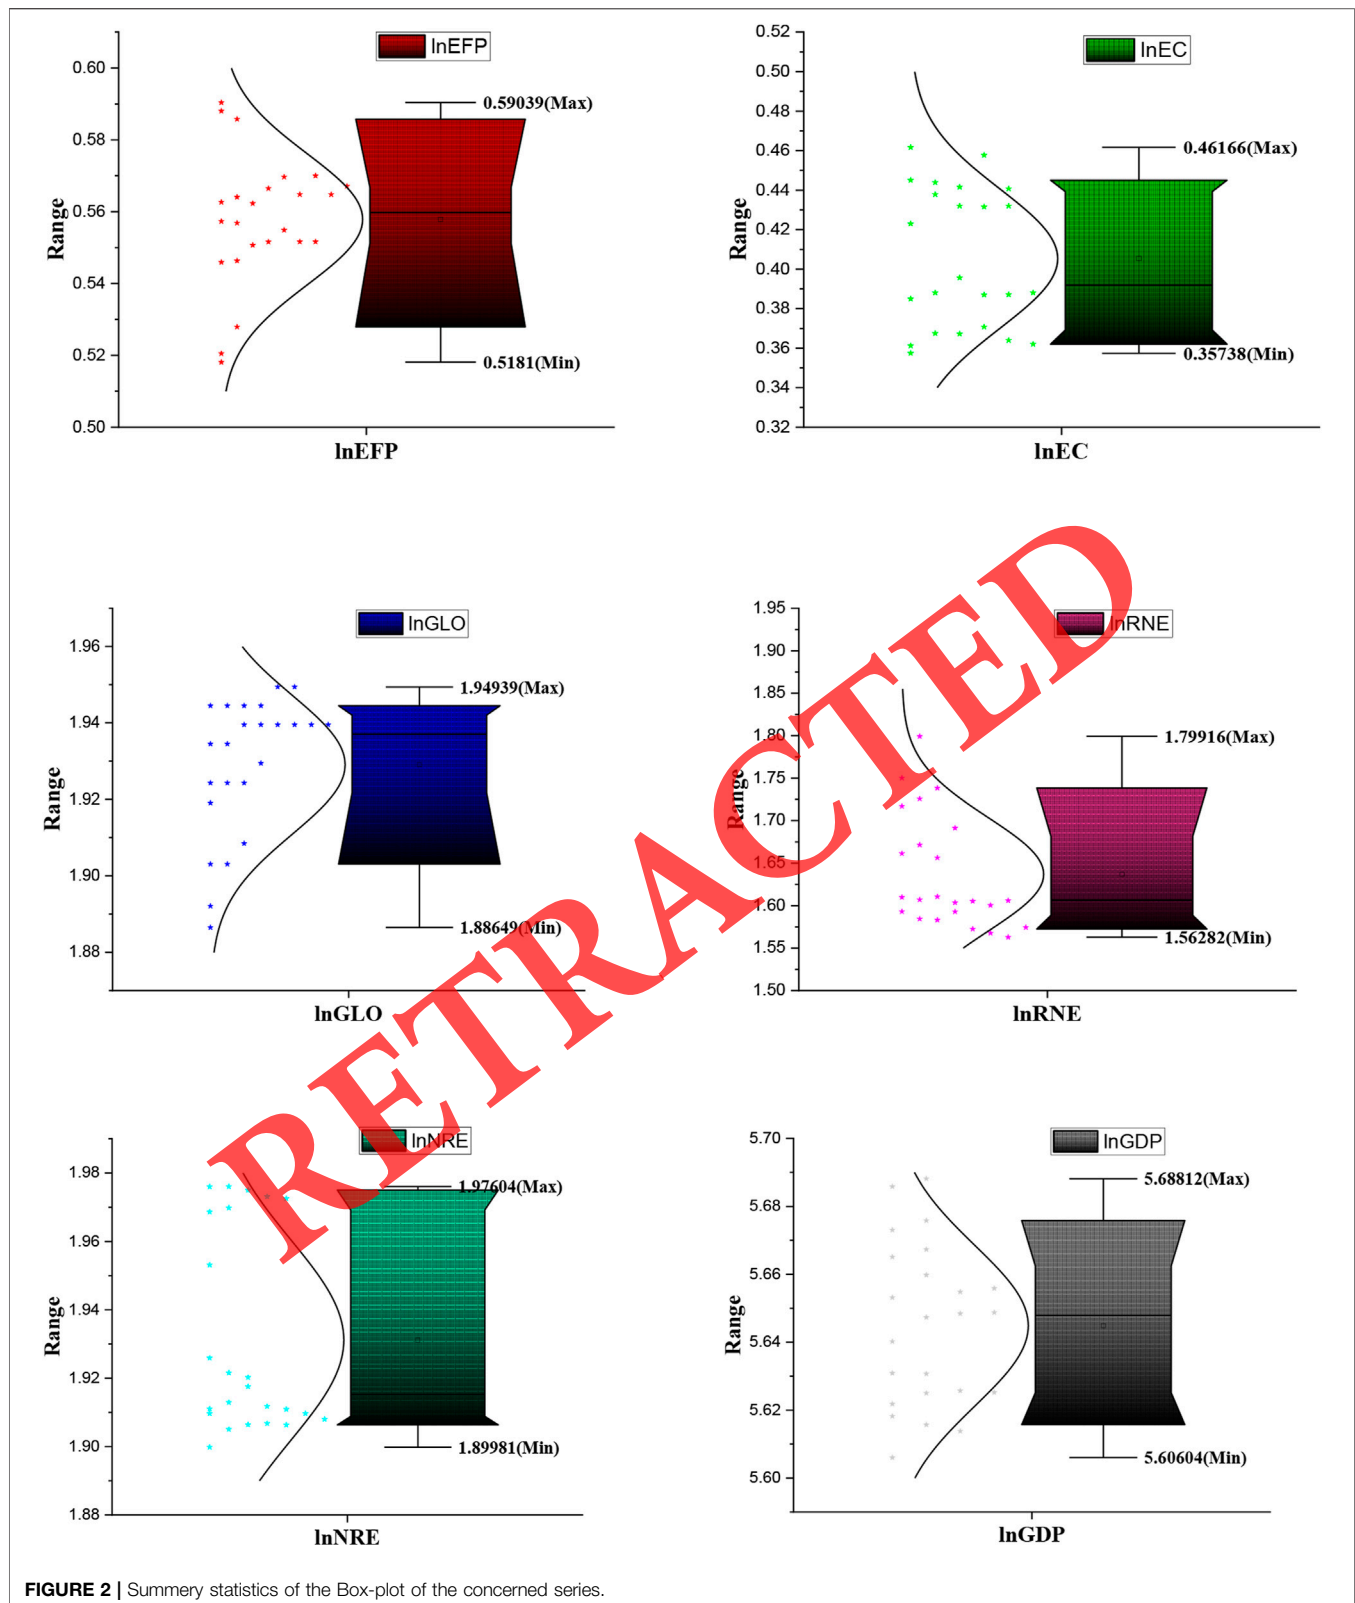 lnEFP
0.60
0.58
0.56
0.54
0.52
0.50
Range
0.59039(Max)
0.5181(Min)
lnEFP
lnEC
0.52
0.50
0.48
0.46
0.44
0.42
0.40
0.38
0.36
0.34
0.32
Range
0.46166(Max)
0.35738(Min)
lnEC
lnGLO
1.96
1.94
1.92
1.90
1.88
Range
1.94939(Max)
1.88649(Min)
lnGLO
lnRNE
1.95
1.90
1.85
1.80
1.75
1.70
1.65
1.60
1.55
1.50
Range
1.79916(Max)
1.56282(Min)
lnRNE
RETRACTED
lnNRE
1.98
1.96
1.94
1.92
1.90
1.88
Range
1.97604(Max)
1.89981(Min)
lnNRE
lnGDP
5.70
5.68
5.66
5.64
5.62
5.60
Range
5.68812(Max)
5.60604(Min)
lnGDP
FIGURE 2 | Summery statistics of the Box-plot of the concerned series.